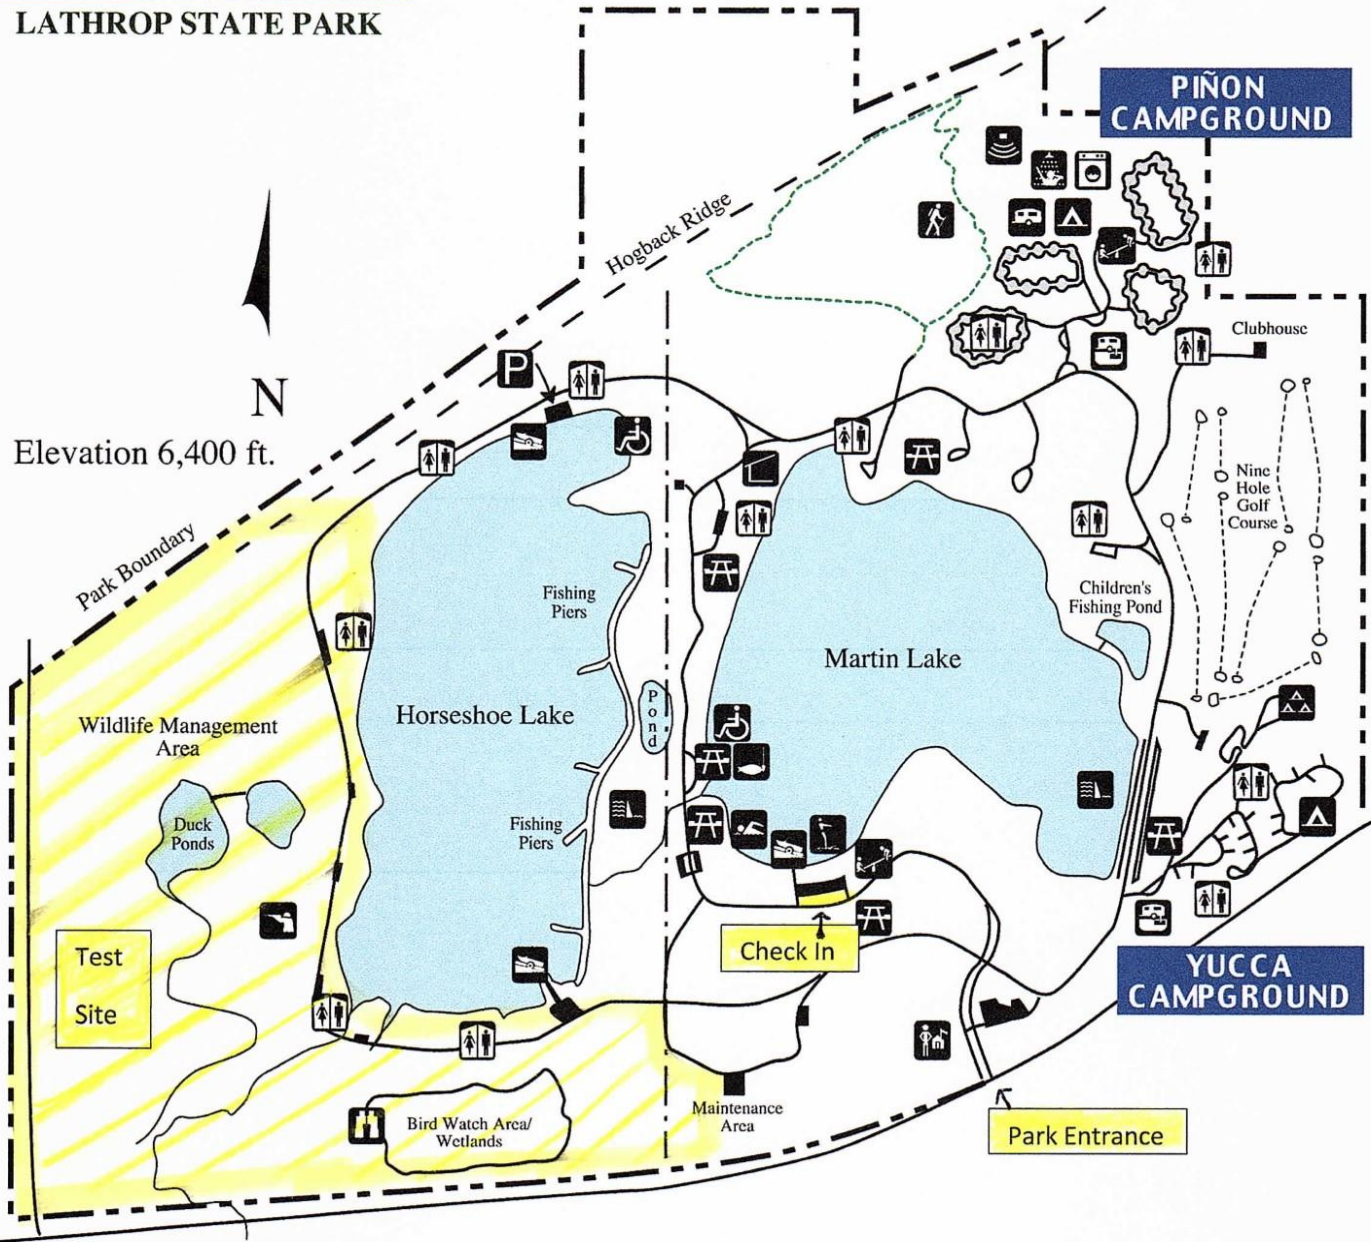 LATHROP STATE PARK
PIÑON
CAMPGROUND
Hogback Ridge
N
Elevation 6,400 ft.
P
Clubhouse
Nine
Hole
Golf
Course
Park Boundary
Fishing
Piers
Children's
Fishing Pond
Martin Lake
Horseshoe Lake
Pond
Wildlife Management
Area
Duck
Ponds
Fishing
Piers
Test
Site
Check In
YUCCA
CAMPGROUND
Bird Watch Area/
Wetlands
Maintenance
Area
Park Entrance